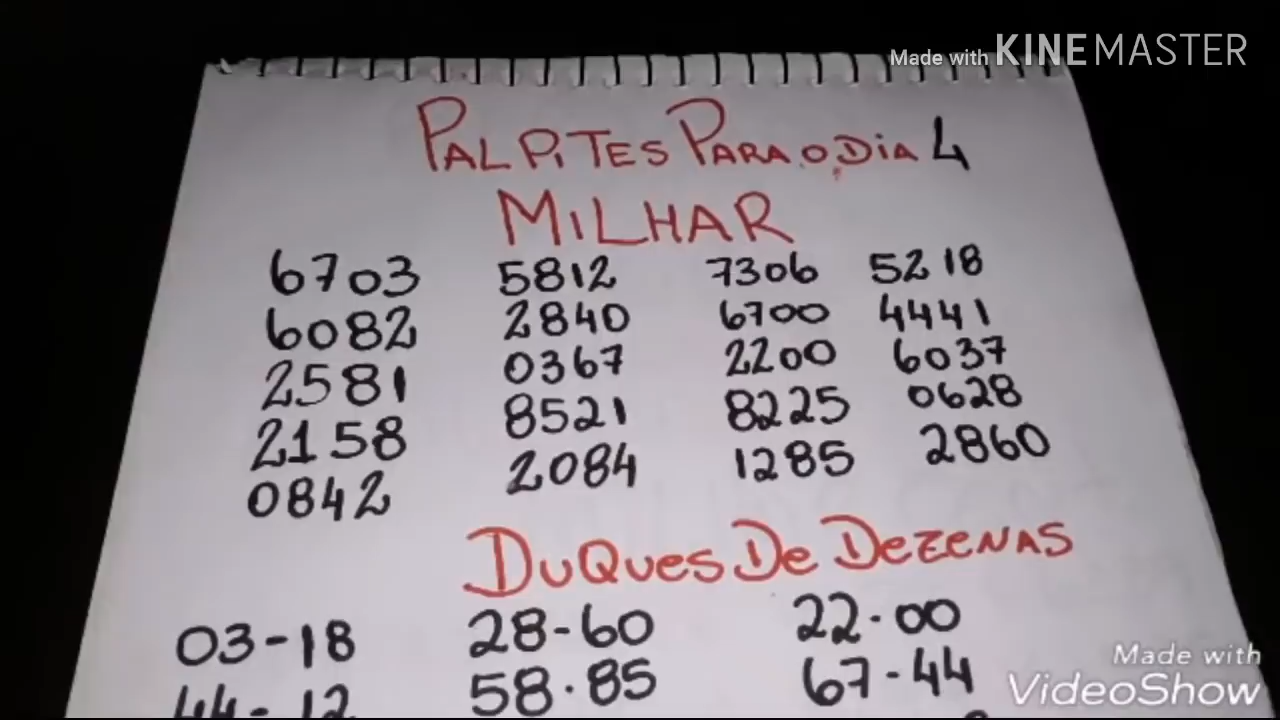 Made with KINEMASTER
PALPITES PARA O DIA 4
MILHAR
6703 5812 7306 5218
6082 2840 6700 4441
2581 0367 2200 6037
2158 8521 8225 0628
0842 2084 1285 2860
DUQUES DE DEZENAS
03-18 28-60 22.00
44-12 58.85 67-44
Made with
VideoShow